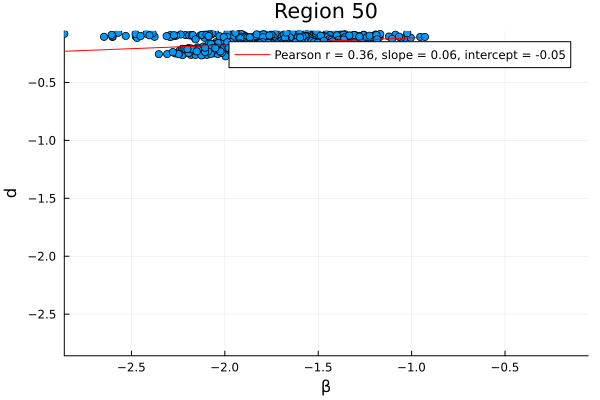 Region 50
Pearson r = 0.36, slope = 0.06, intercept = -0.05
−0.5
−1.0
−1.5
−2.0
−2.5
d
−2.5 −2.0 −1.5 −1.0 −0.5
β